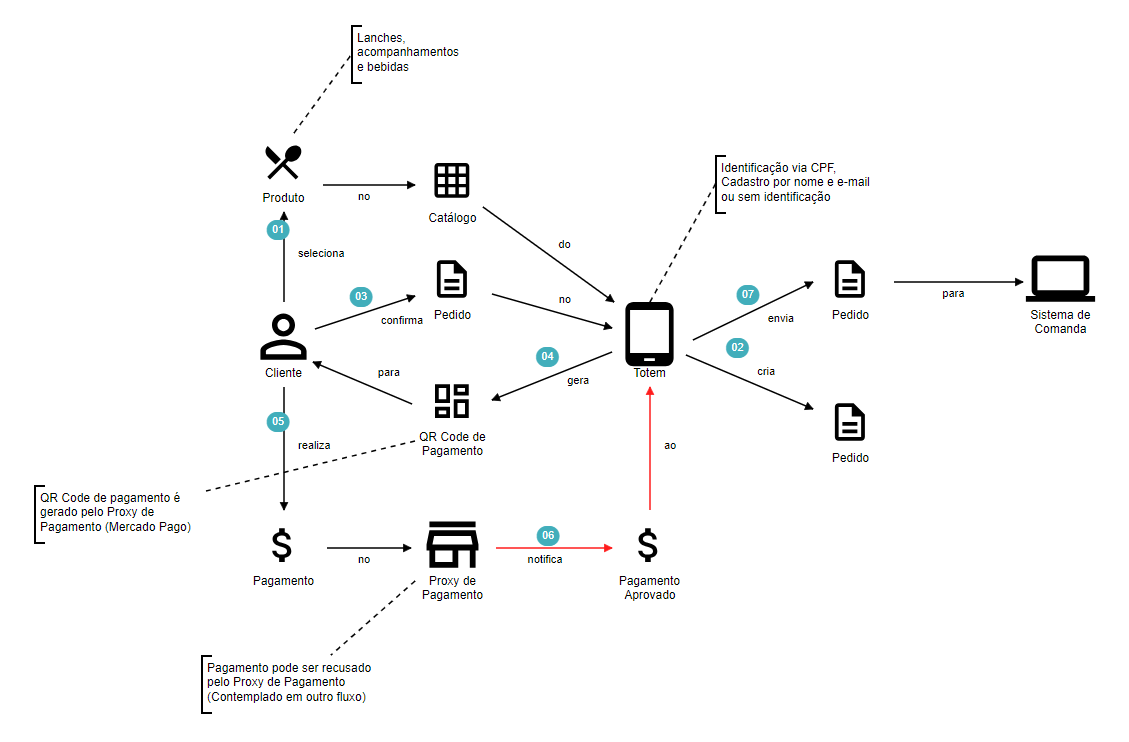 Lanches,
acompanhamentos
e bebidas
Identificação via CPF,
Cadastro por nome e e-mail
ou sem identificação
Produto
no
Catálogo
01
seleciona
do
03
confirma
Pedido
no
07
envia
Pedido
para
Sistema de
Comanda
Cliente
para
04
gera
Totem
02
cria
Pedido
05
realiza
QR Code de
Pagamento
ao
QR Code de pagamento é
gerado pelo Proxy de
Pagamento (Mercado Pago)
Pagamento
no
Proxy de
Pagamento
06
notifica
Pagamento
Aprovado
Pagamento pode ser recusado
pelo Proxy de Pagamento
(Contemplado em outro fluxo)